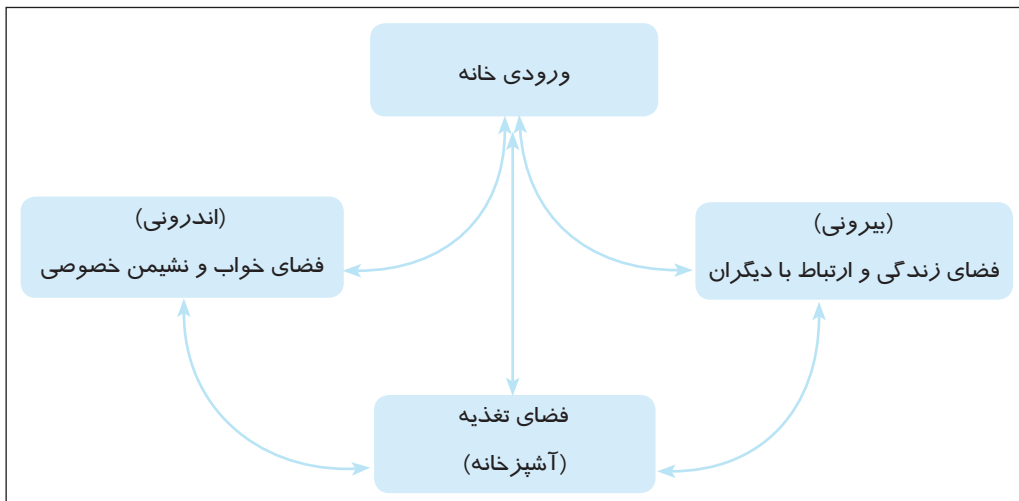 ورودی خانه
(بیرونی)
فضای زندگی و ارتباط با دیگران
(اندرونی)
فضای خواب و نشیمن خصوصی
فضای تغذیه
(آشپزخانه)